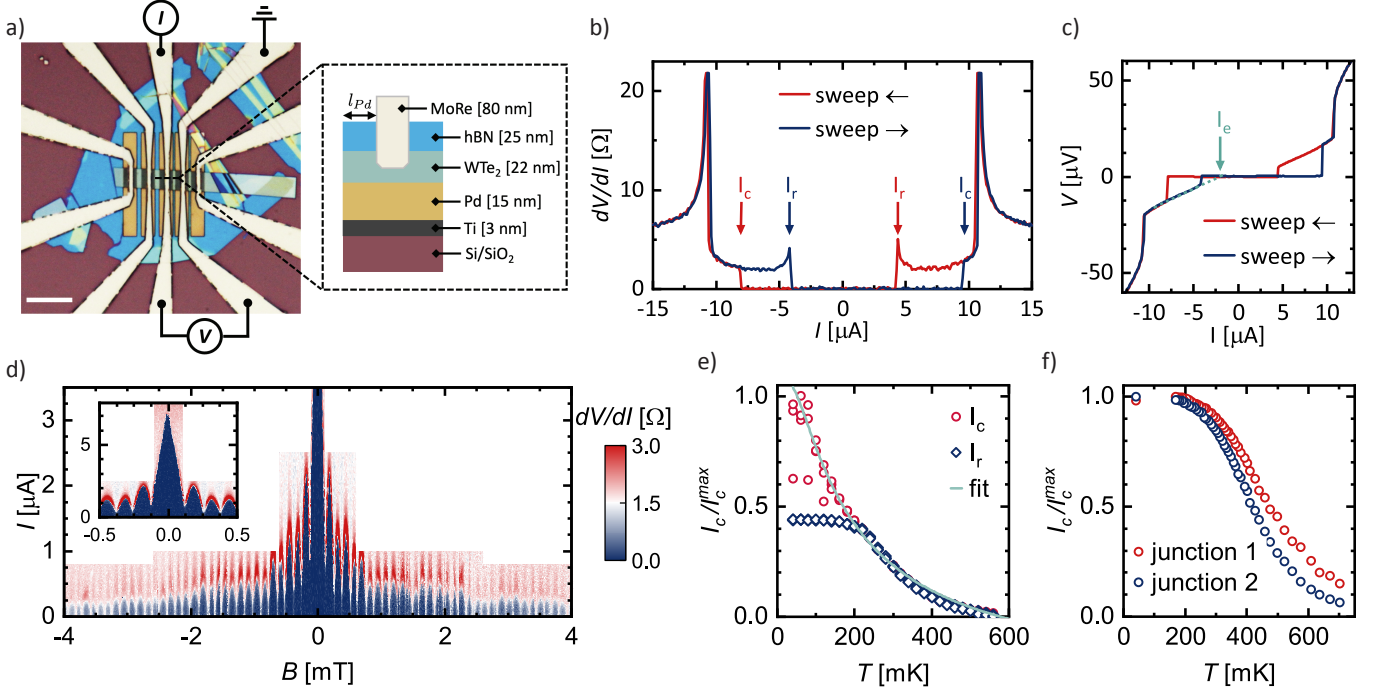 a)
I
V
l_Pd
MoRe [80 nm]
hBN [25 nm]
WTe₂ [22 nm]
Pd [15 nm]
Ti [3 nm]
Si/SiO₂
b)
dV/dI [Ω]
20
10
0
sweep ←
sweep →
I_c
I_r
I_r
I_c
-15
-10
-5
0
5
10
15
I [µA]
c)
V [µV]
50
0
-50
I_e
sweep ←
sweep →
-10
-5
0
5
10
I [µA]
d)
I [µA]
3
2
1
0
5
0
-0.5
0.0
0.5
dV/dI [Ω]
3.0
1.5
0.0
-4
-2
0
2
4
B [mT]
e)
I_c/I_c^max
1.0
0.5
0.0
I_c
I_r
fit
0
200
400
600
T [mK]
f)
I_c/I_c^max
1.0
0.5
0.0
junction 1
junction 2
0
200
400
600
T [mK]